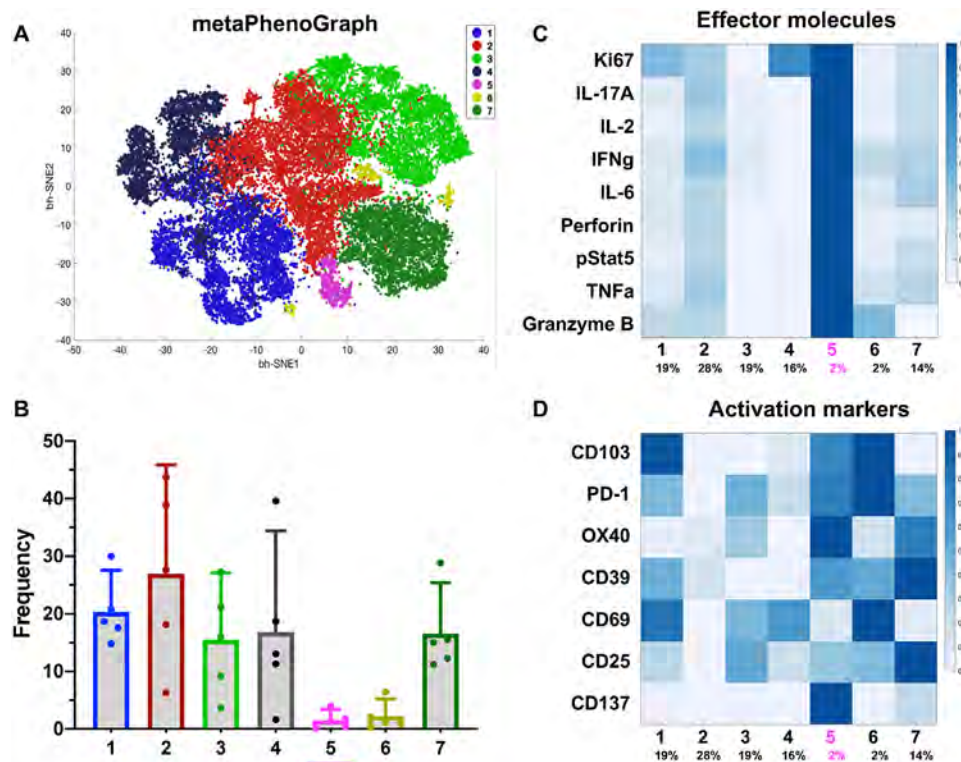 A
metaPhenoGraph
40
30
20
10
0
-10
-20
-30
-40
bh-SNE2
-50 -40 -30 -20 -10 0 10 20 30 40
bh-SNE1
1
2
3
4
5
6
7
B
50
40
30
20
10
0
Frequency
1 2 3 4 5 6 7
C
Effector molecules
Ki67
IL-17A
IL-2
IFNg
IL-6
Perforin
pStat5
TNFa
Granzyme B
1 2 3 4 5 6 7
19% 28% 19% 16% 2% 2% 14%
D
Activation markers
CD103
PD-1
OX40
CD39
CD69
CD25
CD137
1 2 3 4 5 6 7
19% 28% 19% 16% 2% 2% 14%